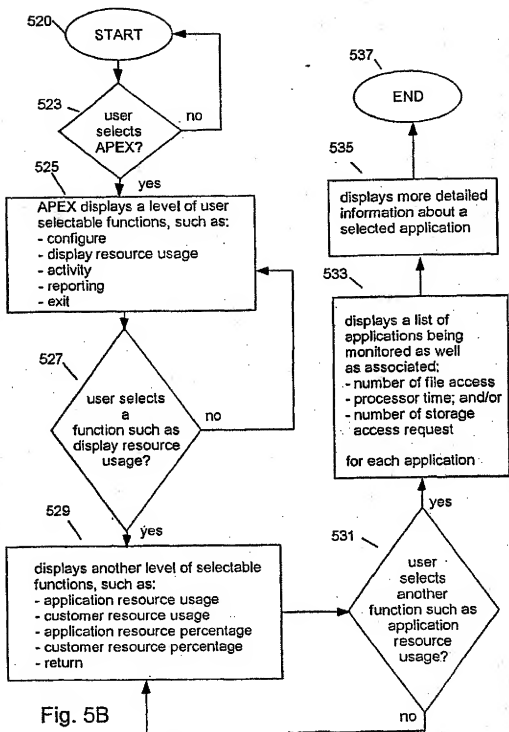 520
START
523
user
selects
APEX?
no
yes
525
APEX displays a level of user
selectable functions, such as:
- configure
- display resource usage
- activity
- reporting
- exit
527
user selects
a
function such as
display resource
usage?
no
yes
529
displays another level of selectable
functions, such as:
- application resource usage
- customer resource usage
- application resource percentage
- customer resource percentage
- return
531
user
selects
another
function such as
application
resource
usage?
no
yes
533
displays a list of
applications being
monitored as well
as associated:
- number of file access
- processor time; and/or
- number of storage
access request
for each application
535
displays more detailed
information about a
selected application
537
END
Fig. 5B